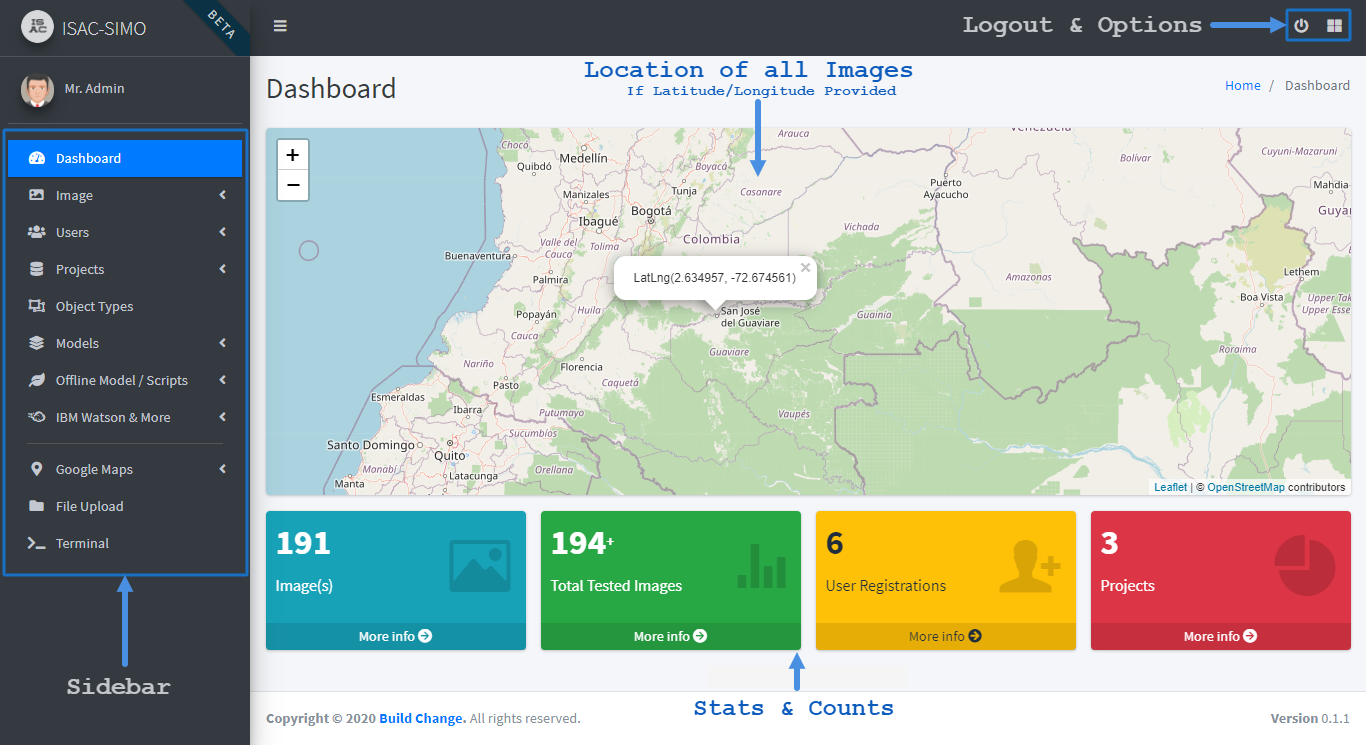 ISAC
ISAC-SIMO
BETA
Logout & Options
Mr. Admin
Dashboard
Image
Users
Projects
Object Types
Models
Offline Model / Scripts
IBM Watson & More
Google Maps
File Upload
Terminal
Sidebar
Dashboard
Location of all Images
If Latitude/Longitude Provided
Home / Dashboard
+
−
Chocó
Quibdó
Medellín
Arauca
Venezuela
Boyacá
Bolívar
Cuyuni-Mazaruni
Manizales
Tunja
Casanare
Puerto
Ayacucho
Mahdia
Ibagué
Bogotá
Guyan
Valle del
Cauca
Tolima
Colombia
Vichada
Buenaventura
Palmira
LatLng(2.634957, -72.674561)
×
Amazonas
Lethem
Boa Vista
Upper Tak
Upper Esse
Popayán
Huila
San José
del Guaviare
Guainía
Cauca
Nariño
Florencia
Guaviare
Roraima
Pasto
Caquetá
Esmeraldas
Ibarra
Putumayo
Vaupés
Santo Domingo
Quito
Sucumbíos
Manabí
Latacunga
Orellana
Manta
Leaflet | © OpenStreetMap contributors
191
Image(s)
More info
194+
Total Tested Images
More info
6
User Registrations
More info
3
Projects
More info
Stats & Counts
Copyright © 2020 Build Change. All rights reserved.
Version 0.1.1